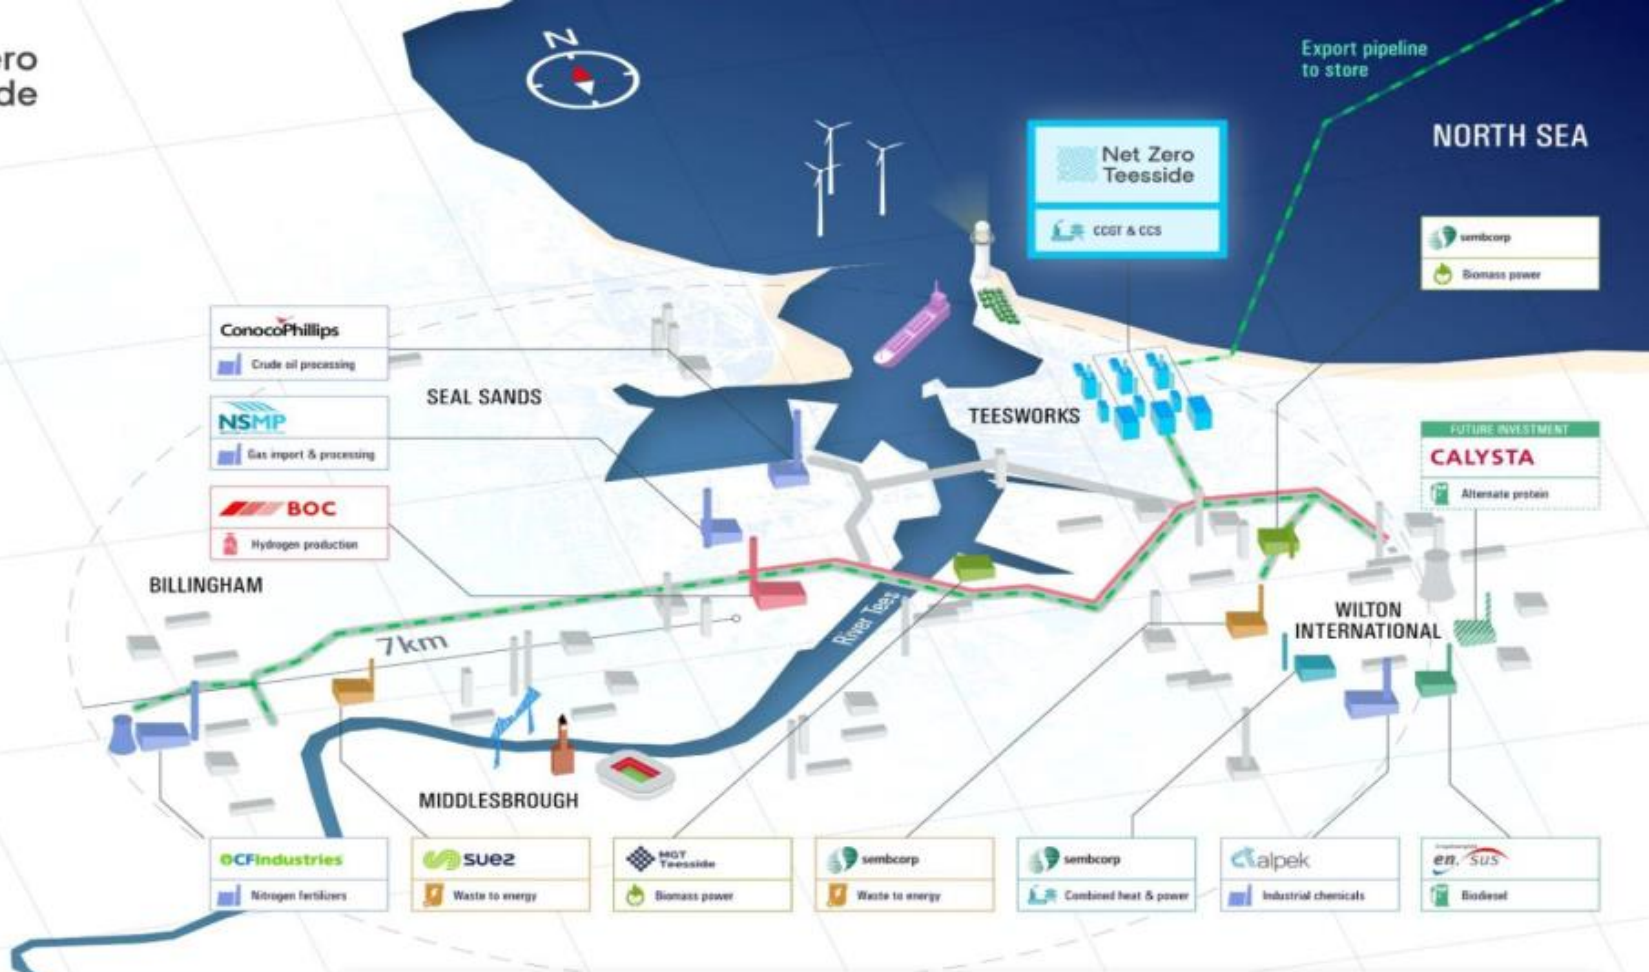 ro
de
N
Export pipeline
to store
NORTH SEA
Net Zero
Teesside
CCGT & CCS
sembcorp
Biomass power
ConocoPhillips
Crude oil processing
SEAL SANDS
TEESWORKS
NSMP
Gas import & processing
FUTURE INVESTMENT
CALYSTA
Alternate protein
BOC
Hydrogen production
BILLINGHAM
7km
River Tees
WILTON
INTERNATIONAL
MIDDLESBROUGH
CFIndustries
Nitrogen fertilizers
suez
Waste to energy
MGT
Teesside
Biomass power
sembcorp
Waste to energy
sembcorp
Combined heat & power
alpek
Industrial chemicals
ensus
Biodiesel